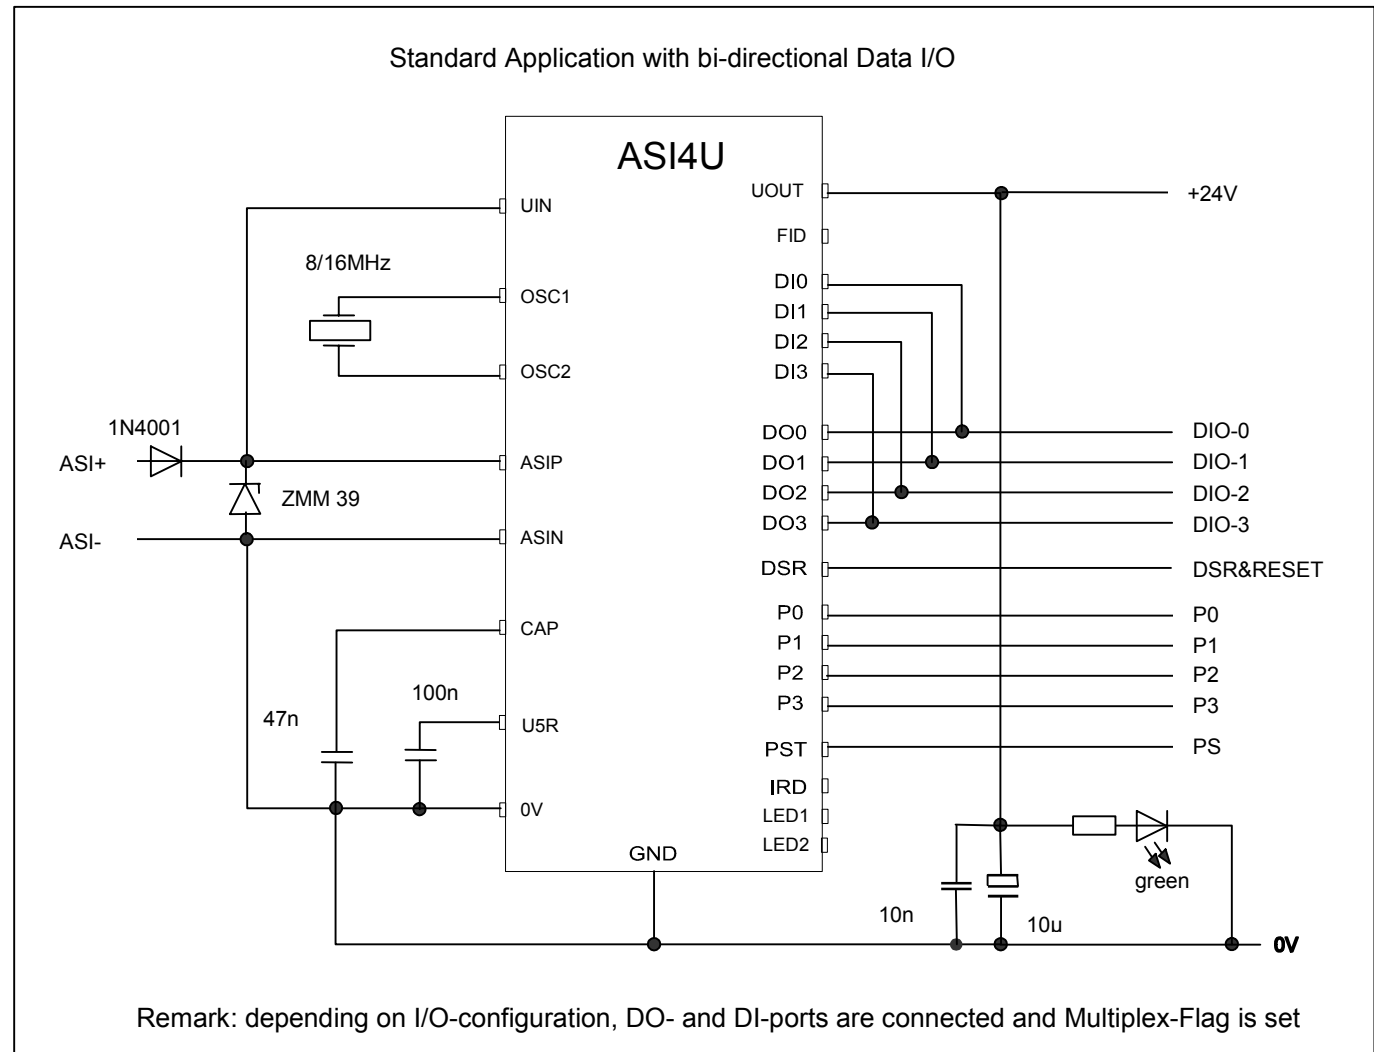 Standard Application with bi-directional Data I/O
ASI4U
UIN
OSC1
OSC2
ASIP
ASIN
CAP
U5R
0V
GND
UOUT
FID
DI0
DI1
DI2
DI3
DO0
DO1
DO2
DO3
DSR
P0
P1
P2
P3
PST
IRD
LED1
LED2
8/16MHz
1N4001
ASI+
ZMM 39
ASI-
47n
100n
+24V
DIO-0
DIO-1
DIO-2
DIO-3
DSR&RESET
P0
P1
P2
P3
PS
green
10n
10u
0V
Remark: depending on I/O-configuration, DO- and DI-ports are connected and Multiplex-Flag is set